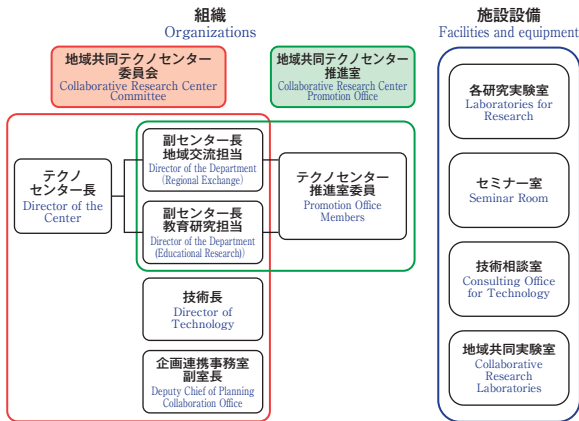 組織
Organizations
施設設備
Facilities and equipment
地域共同テクノセンター
委員会
Collaborative Research Center
Committee
地域共同テクノセンター
推進室
Collaborative Research Center
Promotion Office
テクノ
センター長
Director of the
Center
副センター長
地域交流担当
Director of the Department
(Regional Exchange)
副センター長
教育研究担当
Director of the Department
(Educational Research))
テクノセンター
推進室委員
Promotion Office
Members
技術長
Director of
Technology
企画連携事務室
副室長
Deputy Chief of Planning
Collaboration Office
各研究実験室
Laboratories for
Research
セミナー室
Seminar Room
技術相談室
Consulting Office
for Technology
地域共同実験室
Collaborative
Research
Laboratories